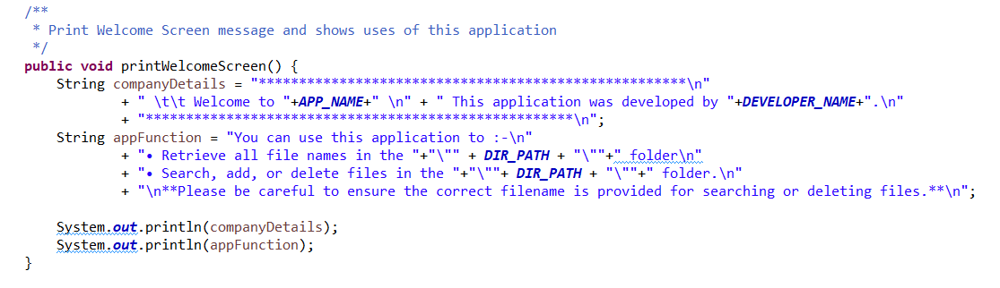 /**
 * Print Welcome Screen message and shows uses of this application
 */
public void printWelcomeScreen() {
    String companyDetails = "*****************************************************\n"
            + " \t\t Welcome to "+APP_NAME+" \n" + " This application was developed by "+DEVELOPER_NAME+".\n"
            + "*****************************************************\n";
    String appFunction = "You can use this application to :-\n"
            + "• Retrieve all file names in the "+"\"" + DIR_PATH + "\""+" folder\n"
            + "• Search, add, or delete files in the "+"\""+ DIR_PATH + "\""+" folder.\n"
            + "\n**Please be careful to ensure the correct filename is provided for searching or deleting files.**\n";

    System.out.println(companyDetails);
    System.out.println(appFunction);
}